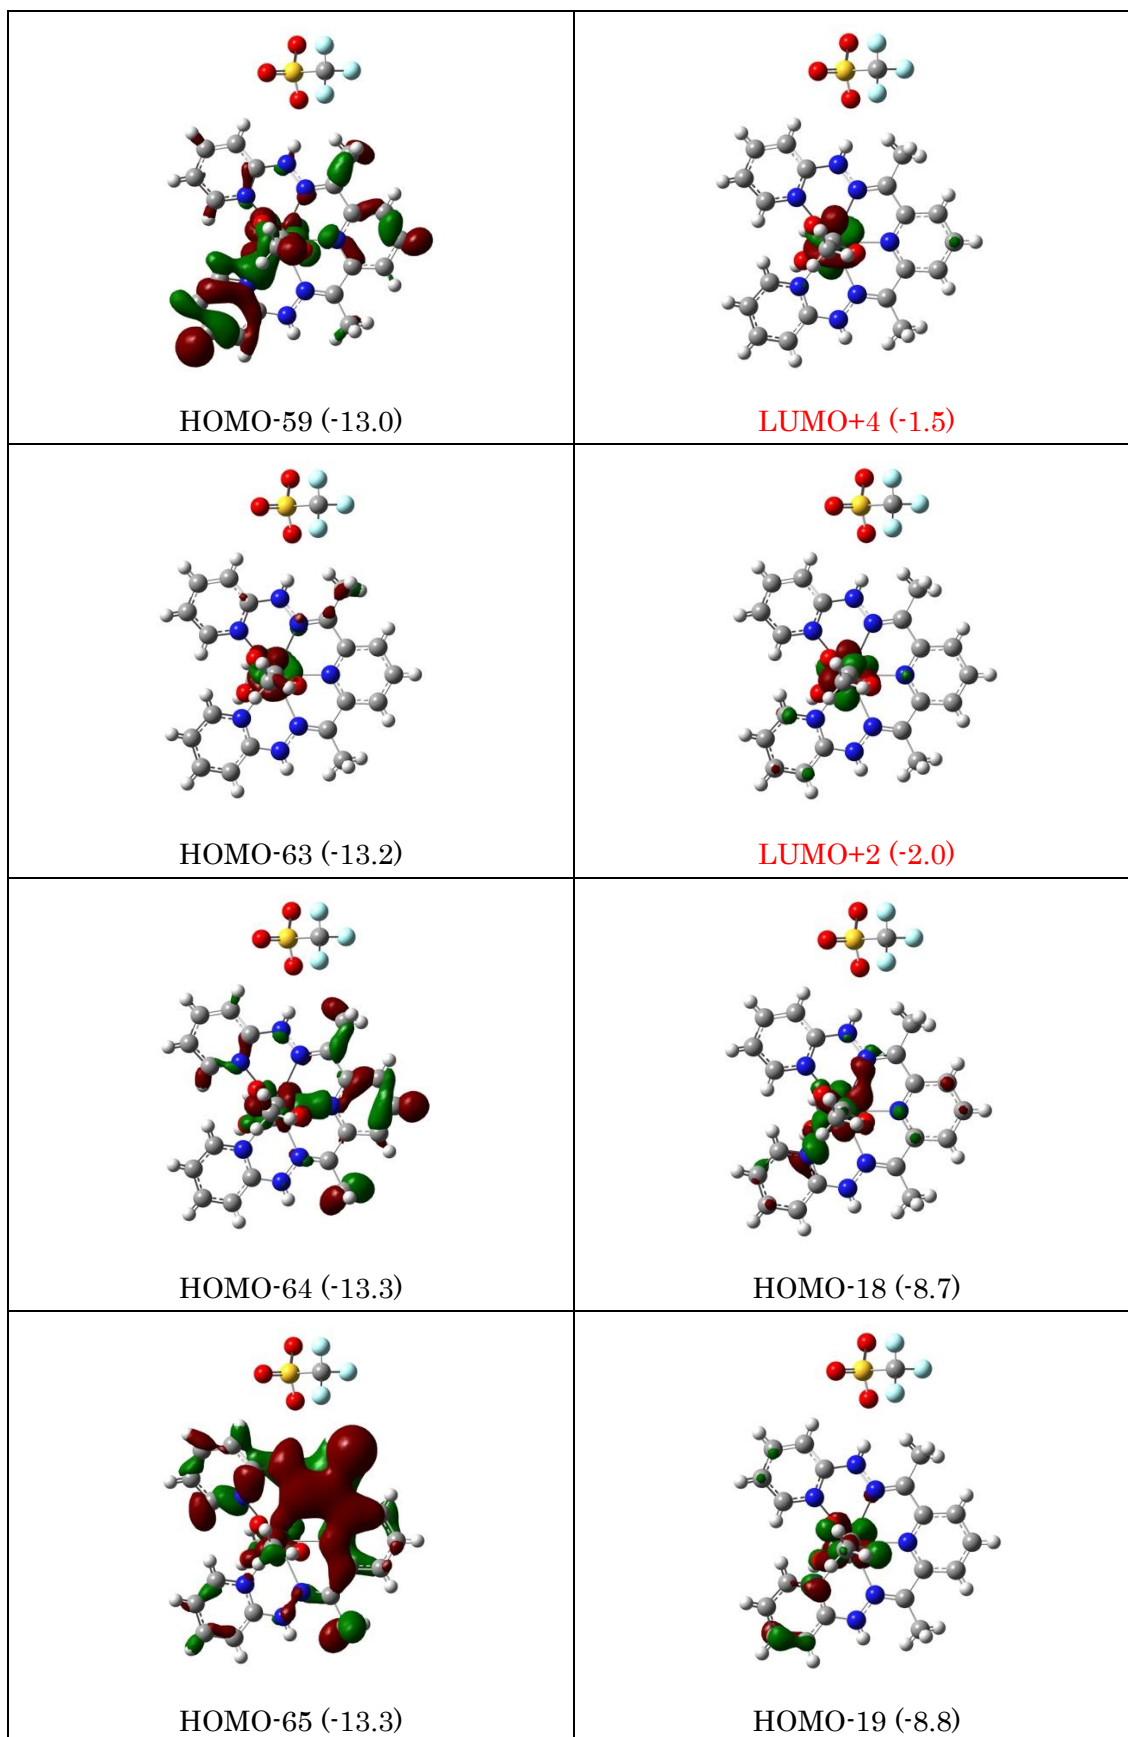 HOMO-59 (-13.0)
LUMO+4 (-1.5)
HOMO-63 (-13.2)
LUMO+2 (-2.0)
HOMO-64 (-13.3)
HOMO-18 (-8.7)
HOMO-65 (-13.3)
HOMO-19 (-8.8)